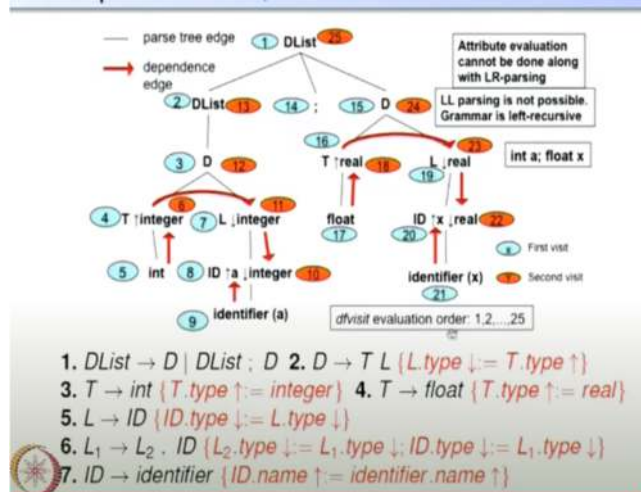 parse tree edge
1 DList 25
Attribute evaluation
cannot be done along
with LR-parsing
dependence
edge
2 DList 13
14 ;
15 D 24
LL parsing is not possible.
Grammar is left-recursive
16
23
3 D 12
T ↑real 18
L ↓real
19
int a; float x
6
11
4 T ↑integer
7 L ↓integer
float
17
ID ↑x ↓real 22
20
First visit
5 int
8 ID ↑a ↓integer 10
identifier (x)
21
Second visit
9 identifier (a)
dfvisit evaluation order: 1,2,...,25
1. DList → D | DList ; D 2. D → T L {L.type ↓:= T.type ↑}
3. T → int {T.type ↑:= integer} 4. T → float {T.type ↑:= real}
5. L → ID {ID.type ↓:= L.type ↓}
6. L₁ → L₂ , ID {L₂.type ↓:= L₁.type ↓; ID.type ↓:= L₁.type ↓}
7. ID → identifier {ID.name ↑:= identifier.name ↑}